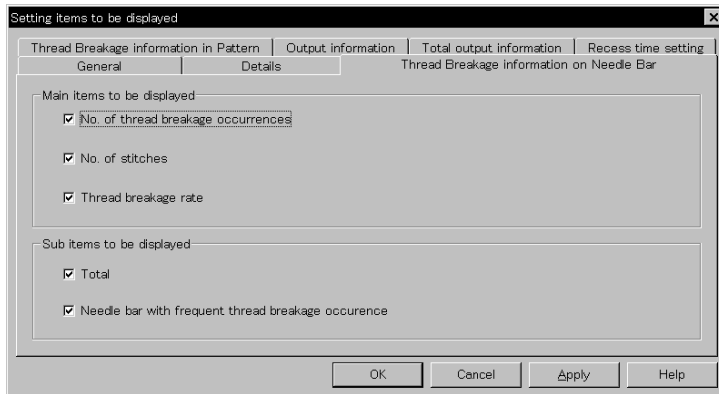 Setting items to be displayed
Thread Breakage information in Pattern Output information Total output information Recess time setting
General Details Thread Breakage information on Needle Bar
Main items to be displayed
No. of thread breakage occurrences
No. of stitches
Thread breakage rate
Sub items to be displayed
Total
Needle bar with frequent thread breakage occurence
OK Cancel Apply Help